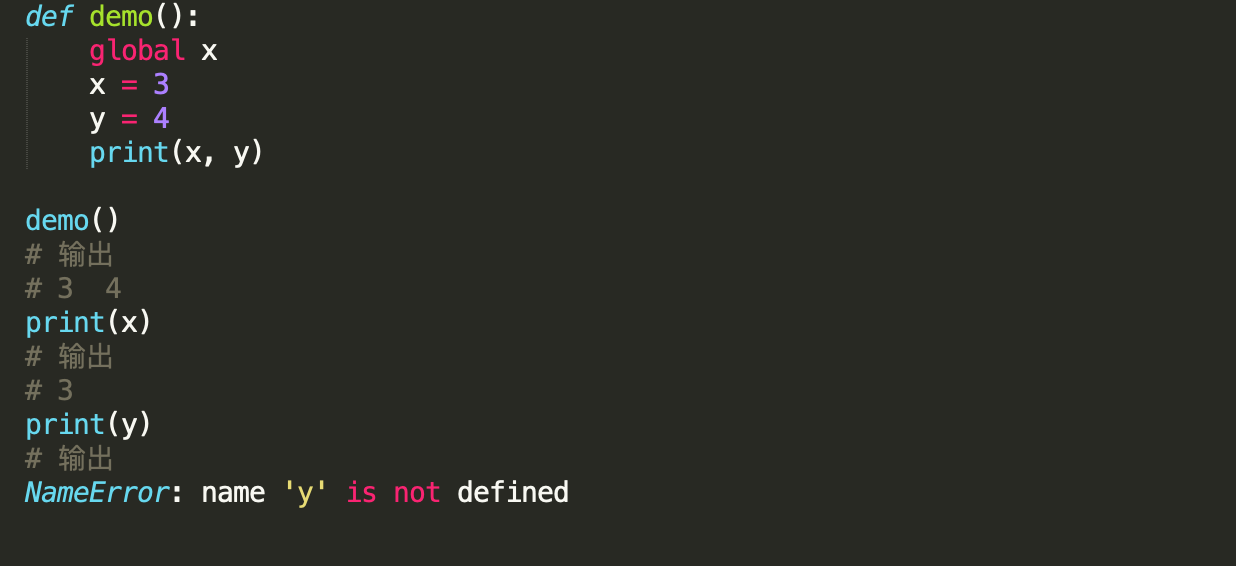 def demo():
    global x
    x = 3
    y = 4
    print(x, y)

demo()
# 输出
# 3  4
print(x)
# 输出
# 3
print(y)
# 输出
NameError: name 'y' is not defined